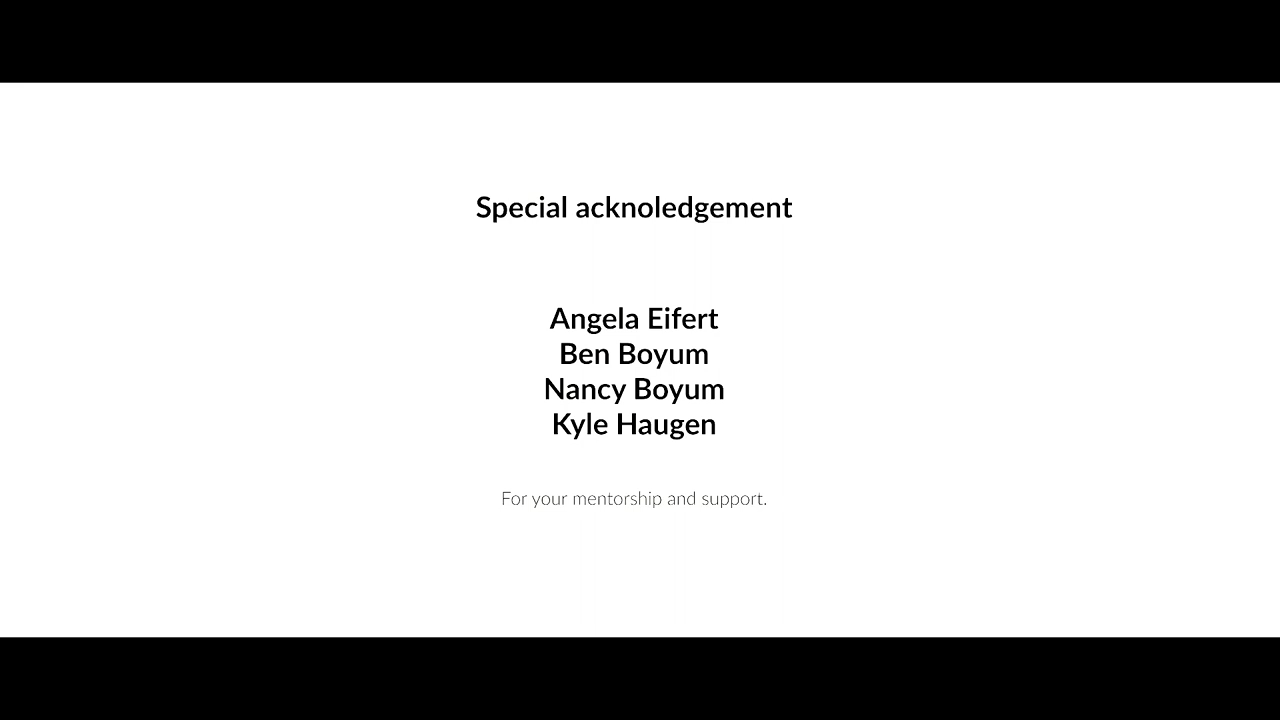 Special acknoledgement
Angela Eifert
Ben Boyum
Nancy Boyum
Kyle Haugen
For your mentorship and support.